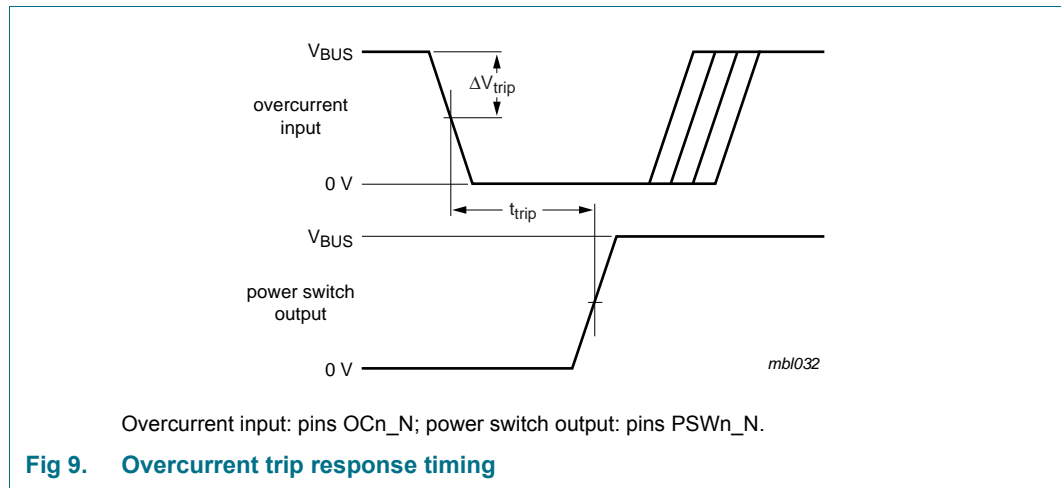 VBUS
ΔVtrip
overcurrent
input
0 V
ttrip
VBUS
power switch
output
0 V
mbl032
Overcurrent input: pins OCn_N; power switch output: pins PSWn_N.
Fig 9. Overcurrent trip response timing